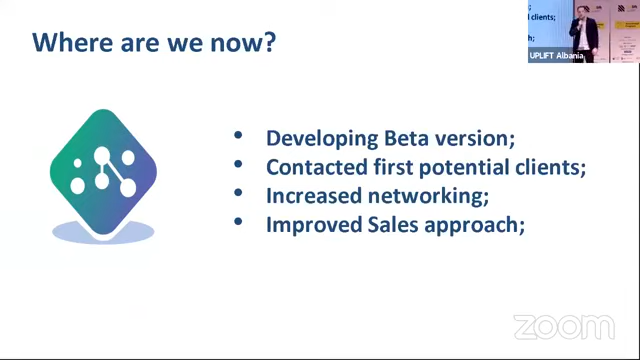 Where are we now?
UPLIFT Albania
• Developing Beta version;
• Contacted first potential clients;
• Increased networking;
• Improved Sales approach;
zoom